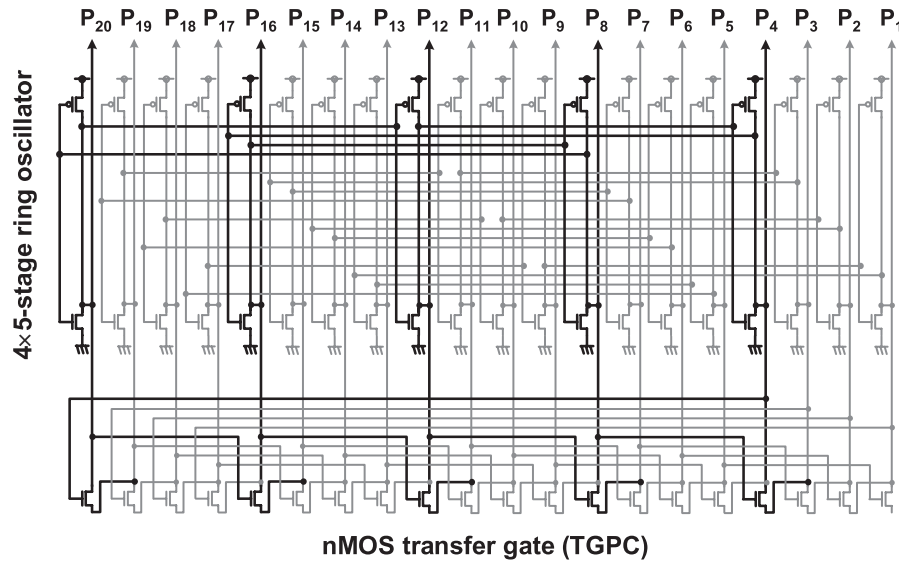 P20 P19 P18 P17 P16 P15 P14 P13 P12 P11 P10 P9 P8 P7 P6 P5 P4 P3 P2 P1
4×5-stage ring oscillator
nMOS transfer gate (TGPC)